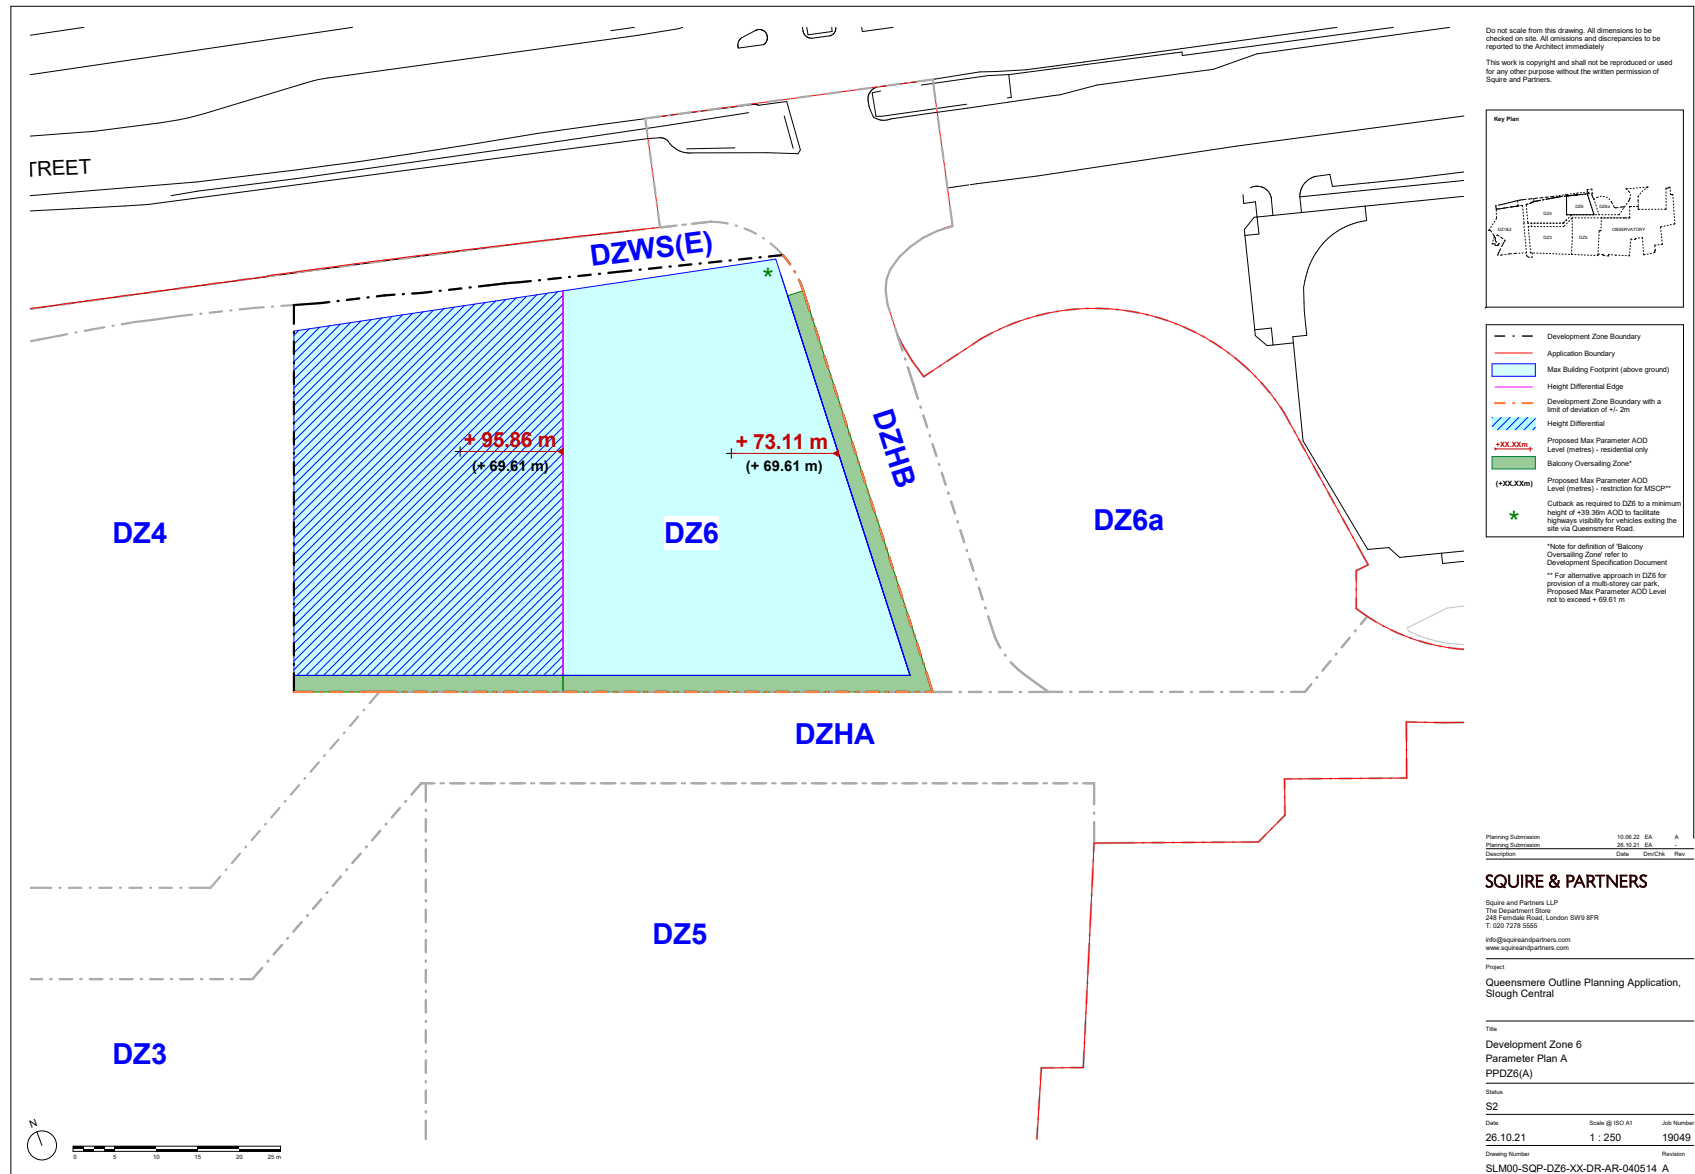 TREET
DZWS(E)
*
+ 95.86 m
(+ 69.61 m)
+ 73.11 m
(+ 69.61 m)
DZHB
DZ4
DZ6
DZ6a
DZHA
DZ5
DZ3
N
0 5 10 15 20 25 m
Do not scale from this drawing. All dimensions to be
checked on site. All omissions and discrepancies to be
reported to the Architect immediately
This work is copyright and shall not be reproduced or used
for any other purpose without the written permission of
Squire and Partners.
Key Plan
DZ6
DZ6a
DZ4
DZ1&2
DZ3
DZ5
OBSERVATORY
Development Zone Boundary
Application Boundary
Max Building Footprint (above ground)
Height Differential Edge
Development Zone Boundary with a
limit of deviation of +/- 2m
Height Differential
+XX.XXm
Proposed Max Parameter AOD
Level (metres) - residential only
Balcony Oversailing Zone*
(+XX.XXm)
Proposed Max Parameter AOD
Level (metres) - restriction for MSCP**
*
Cutback as required to DZ6 to a minimum
height of +39.36m AOD to facilitate
highways visibility for vehicles exiting the
site via Queensmere Road.
*Note for definition of 'Balcony
Oversailing Zone' refer to
Development Specification Document
** For alternative approach in DZ6 for
provision of a multi-storey car park,
Proposed Max Parameter AOD Level
not to exceed + 69.61 m
Planning Submission 10.06.22 EA A
Planning Submission 26.10.21 EA -
Description Date Drn/Chk Rev
SQUIRE & PARTNERS
Squire and Partners LLP
The Department Store
248 Ferndale Road, London SW9 8FR
T: 020 7278 5555
info@squireandpartners.com
www.squireandpartners.com
Project
Queensmere Outline Planning Application,
Slough Central
Title
Development Zone 6
Parameter Plan A
PPDZ6(A)
Status
S2
Date Scale @ ISO A1 Job Number
26.10.21 1 : 250 19049
Drawing Number Revision
SLM00-SQP-DZ6-XX-DR-AR-040514 A